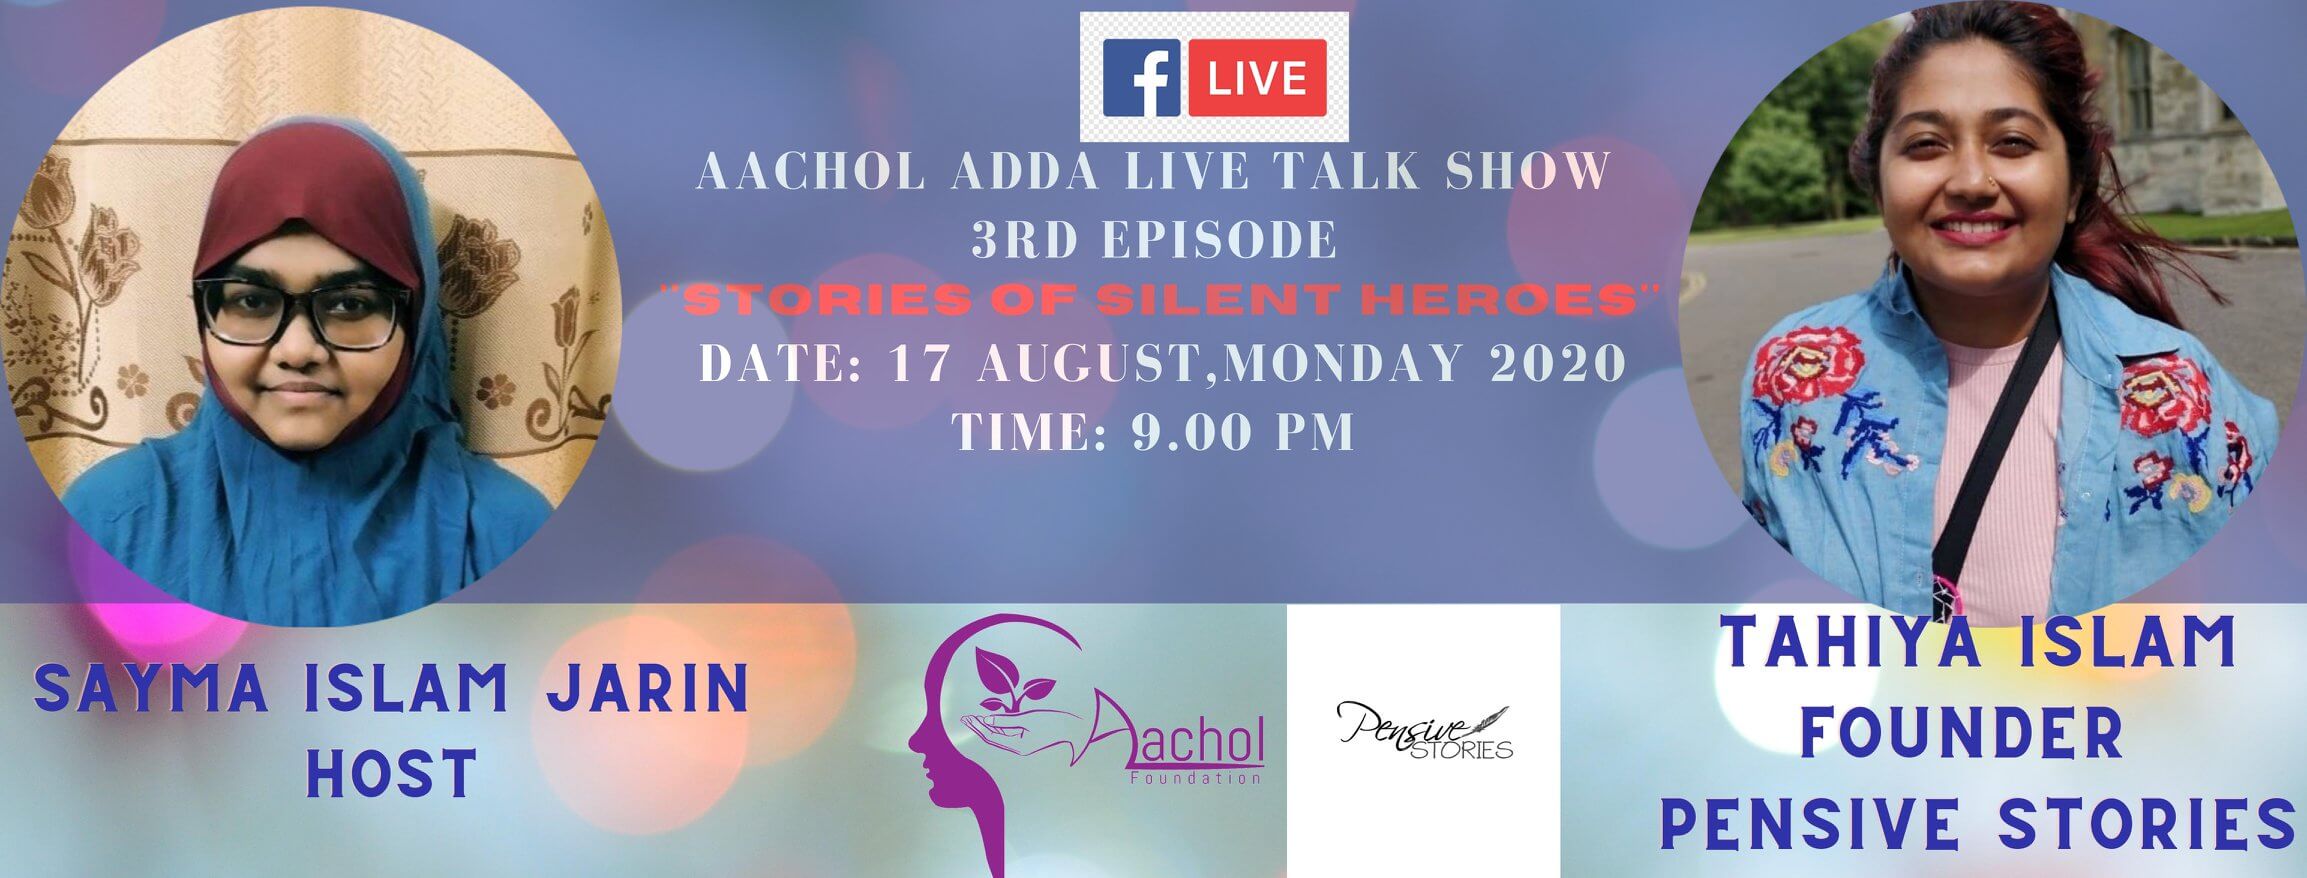 f LIVE
AACHOL ADDA LIVE TALK SHOW
3RD EPISODE
"STORIES OF SILENT HEROES"
DATE: 17 AUGUST,MONDAY 2020
TIME: 9.00 PM
SAYMA ISLAM JARIN
HOST
Aachol
Foundation
Pensive
STORIES
TAHIYA ISLAM
FOUNDER
PENSIVE STORIES